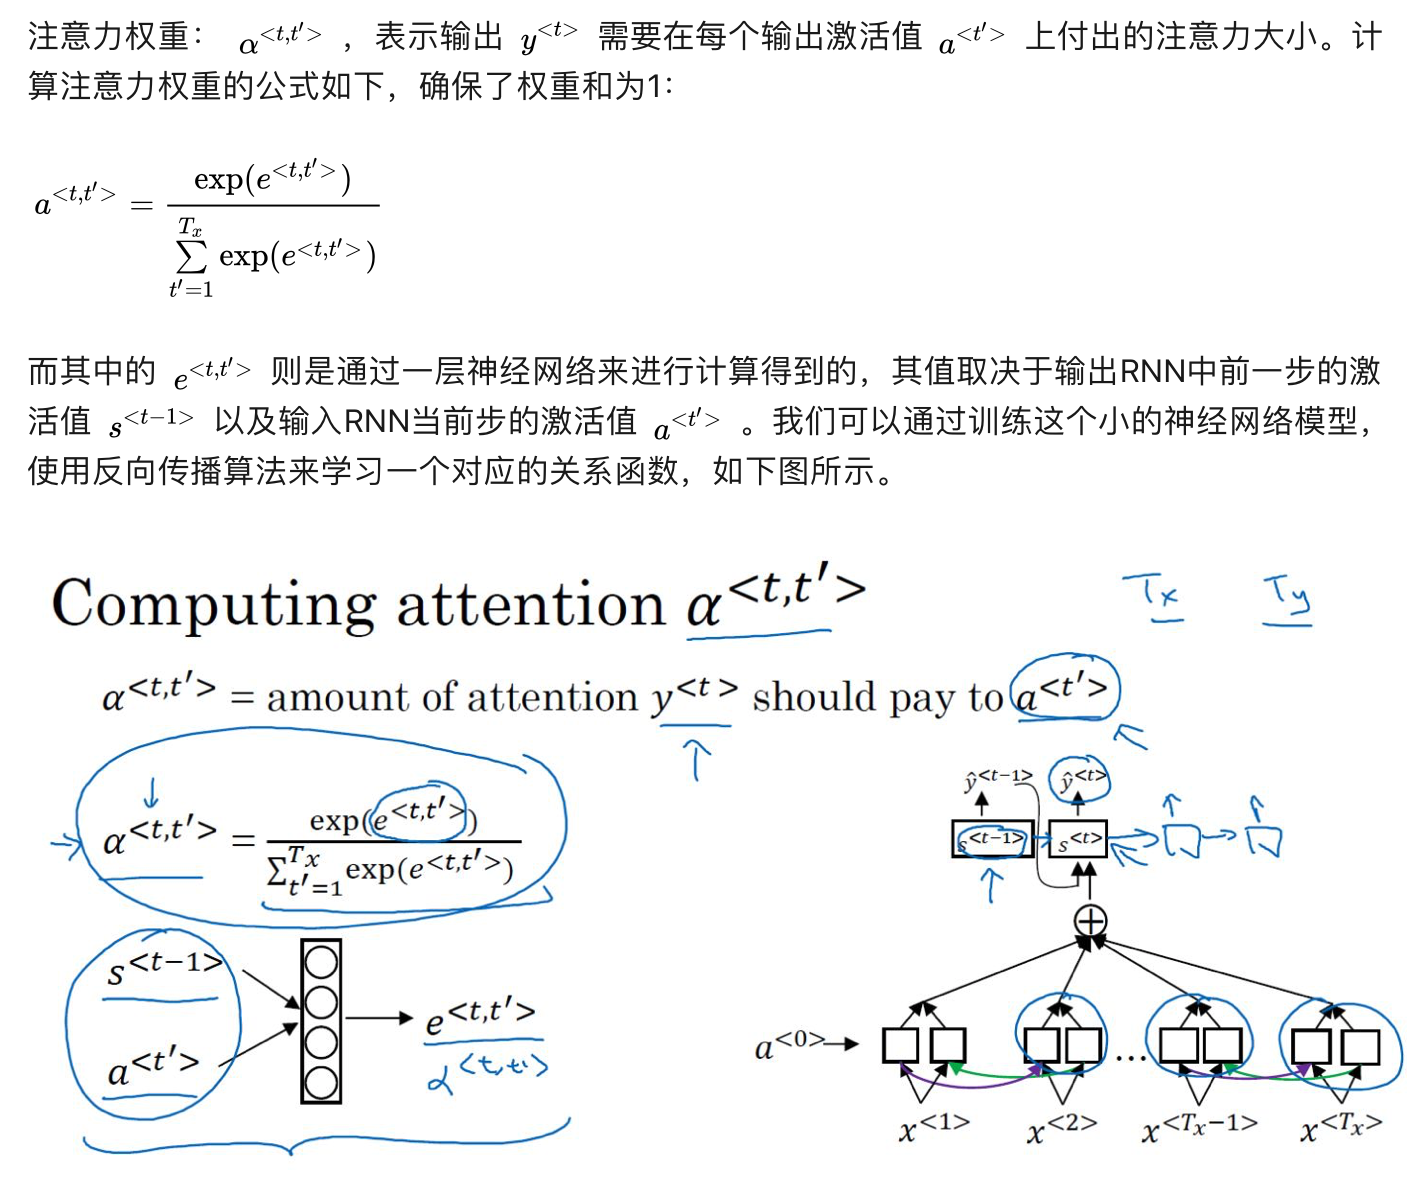 注意力权重： α^{<t,t′>} ，表示输出 y^{<t>} 需要在每个输出激活值 a^{<t′>} 上付出的注意力大小。计
算注意力权重的公式如下，确保了权重和为1：
a^{<t,t′>} = \frac{exp(e^{<t,t′>})}{\sum_{t′=1}^{T_x} exp(e^{<t,t′>})}
而其中的 e^{<t,t′>} 则是通过一层神经网络来进行计算得到的，其值取决于输出RNN中前一步的激
活值 s^{<t−1>} 以及输入RNN当前步的激活值 a^{<t′>} 。我们可以通过训练这个小的神经网络模型，
使用反向传播算法来学习一个对应的关系函数，如下图所示。
Computing attention α^{<t,t′>}
T_x T_y
α^{<t,t′>} = amount of attention y^{<t>} should pay to a^{<t′>}
α^{<t,t′>} = \frac{exp(e^{<t,t′>})}{\sum_{t′=1}^{T_x} exp(e^{<t,t′>})}
s^{<t−1>}
a^{<t′>}
e^{<t,t′>}
α^{<t,t′>}
ŷ^{<t−1>} ŷ^{<t>}
s^{<t−1>} s^{<t>}
a^{<0>}
...
x^{<1>} x^{<2>} x^{<T_x−1>} x^{<T_x>}